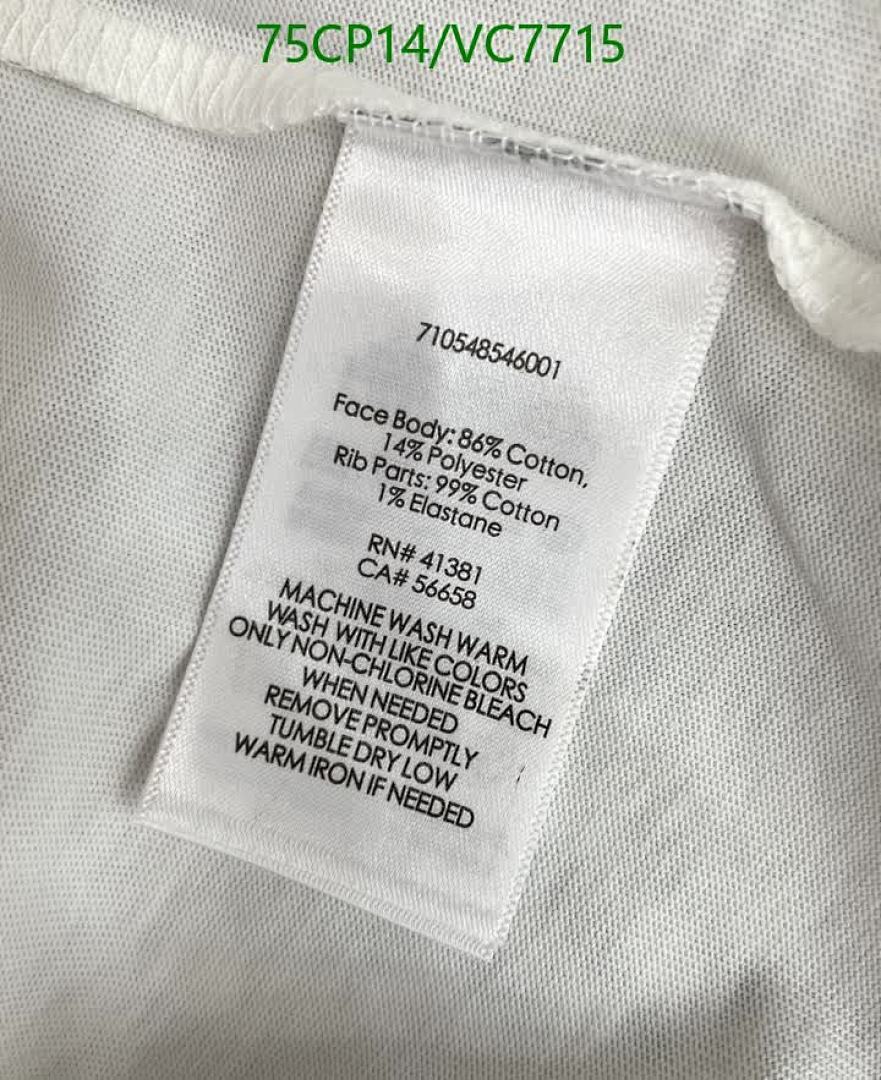 75CP14/VC7715
710548546001
Face Body: 86% Cotton,
14% Polyester
Rib Parts: 99% Cotton
1% Elastane
RN# 41381
CA# 56658
MACHINE WASH WARM
WASH WITH LIKE COLORS
ONLY NON-CHLORINE BLEACH
WHEN NEEDED
REMOVE PROMPTLY
TUMBLE DRY LOW
WARM IRON IF NEEDED